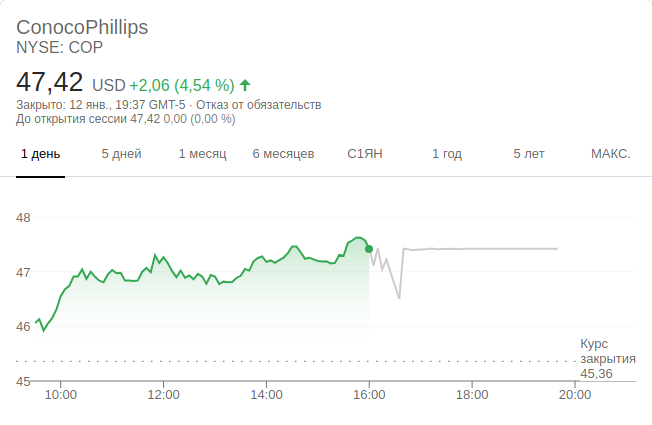 ConocoPhillips
NYSE: COP
47,42 USD +2,06 (4,54 %)
Закрыто: 12 янв., 19:37 GMT-5 · Отказ от обязательств
До открытия сессии 47,42 0,00 (0,00 %)
1 день 5 дней 1 месяц 6 месяцев С1ЯН 1 год 5 лет МАКС.
48
47
46
Курс
закрытия
45,36
45
10:00 12:00 14:00 16:00 18:00 20:00